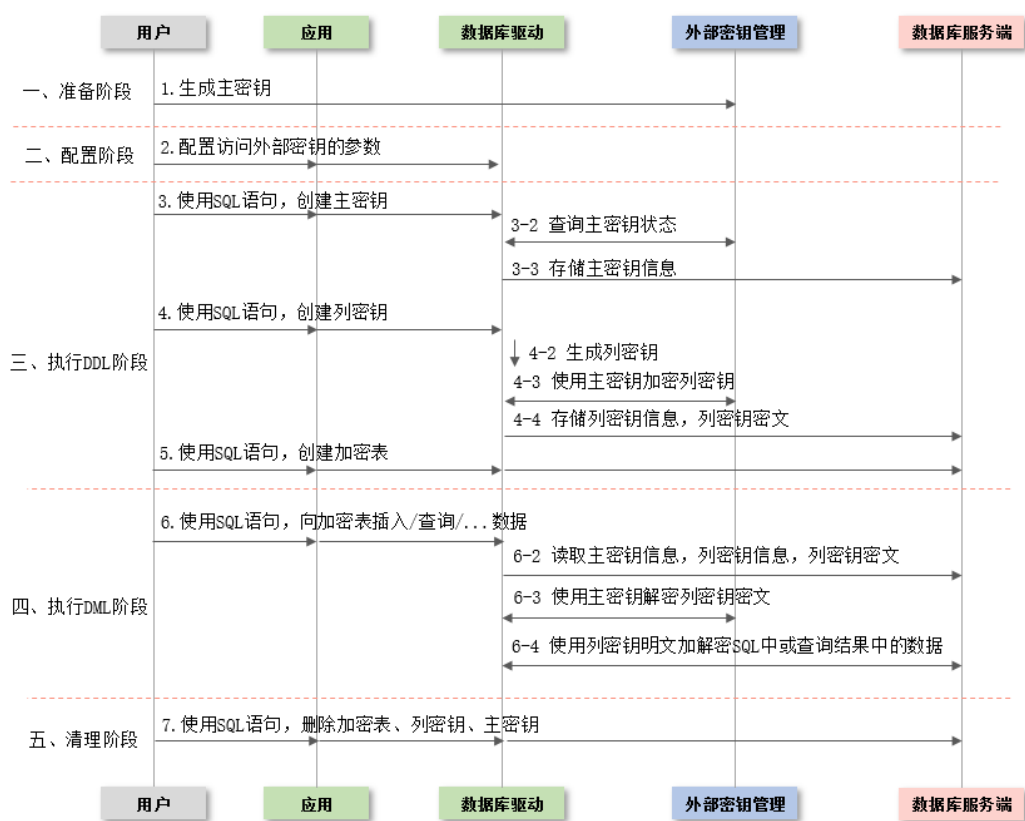 用户 应用 数据库驱动 外部密钥管理 数据库服务端
一、准备阶段 1.生成主密钥
二、配置阶段 2.配置访问外部密钥的参数
3.使用SQL语句，创建主密钥
3-2 查询主密钥状态
3-3 存储主密钥信息
4.使用SQL语句，创建列密钥
三、执行DDL阶段 4-2 生成列密钥
4-3 使用主密钥加密列密钥
4-4 存储列密钥信息，列密钥密文
5.使用SQL语句，创建加密表
6.使用SQL语句，向加密表插入/查询/...数据
6-2 读取主密钥信息，列密钥信息，列密钥密文
四、执行DML阶段 6-3 使用主密钥解密列密钥密文
6-4 使用列密钥明文加解密SQL中或查询结果中的数据
五、清理阶段 7.使用SQL语句，删除加密表、列密钥、主密钥
用户 应用 数据库驱动 外部密钥管理 数据库服务端